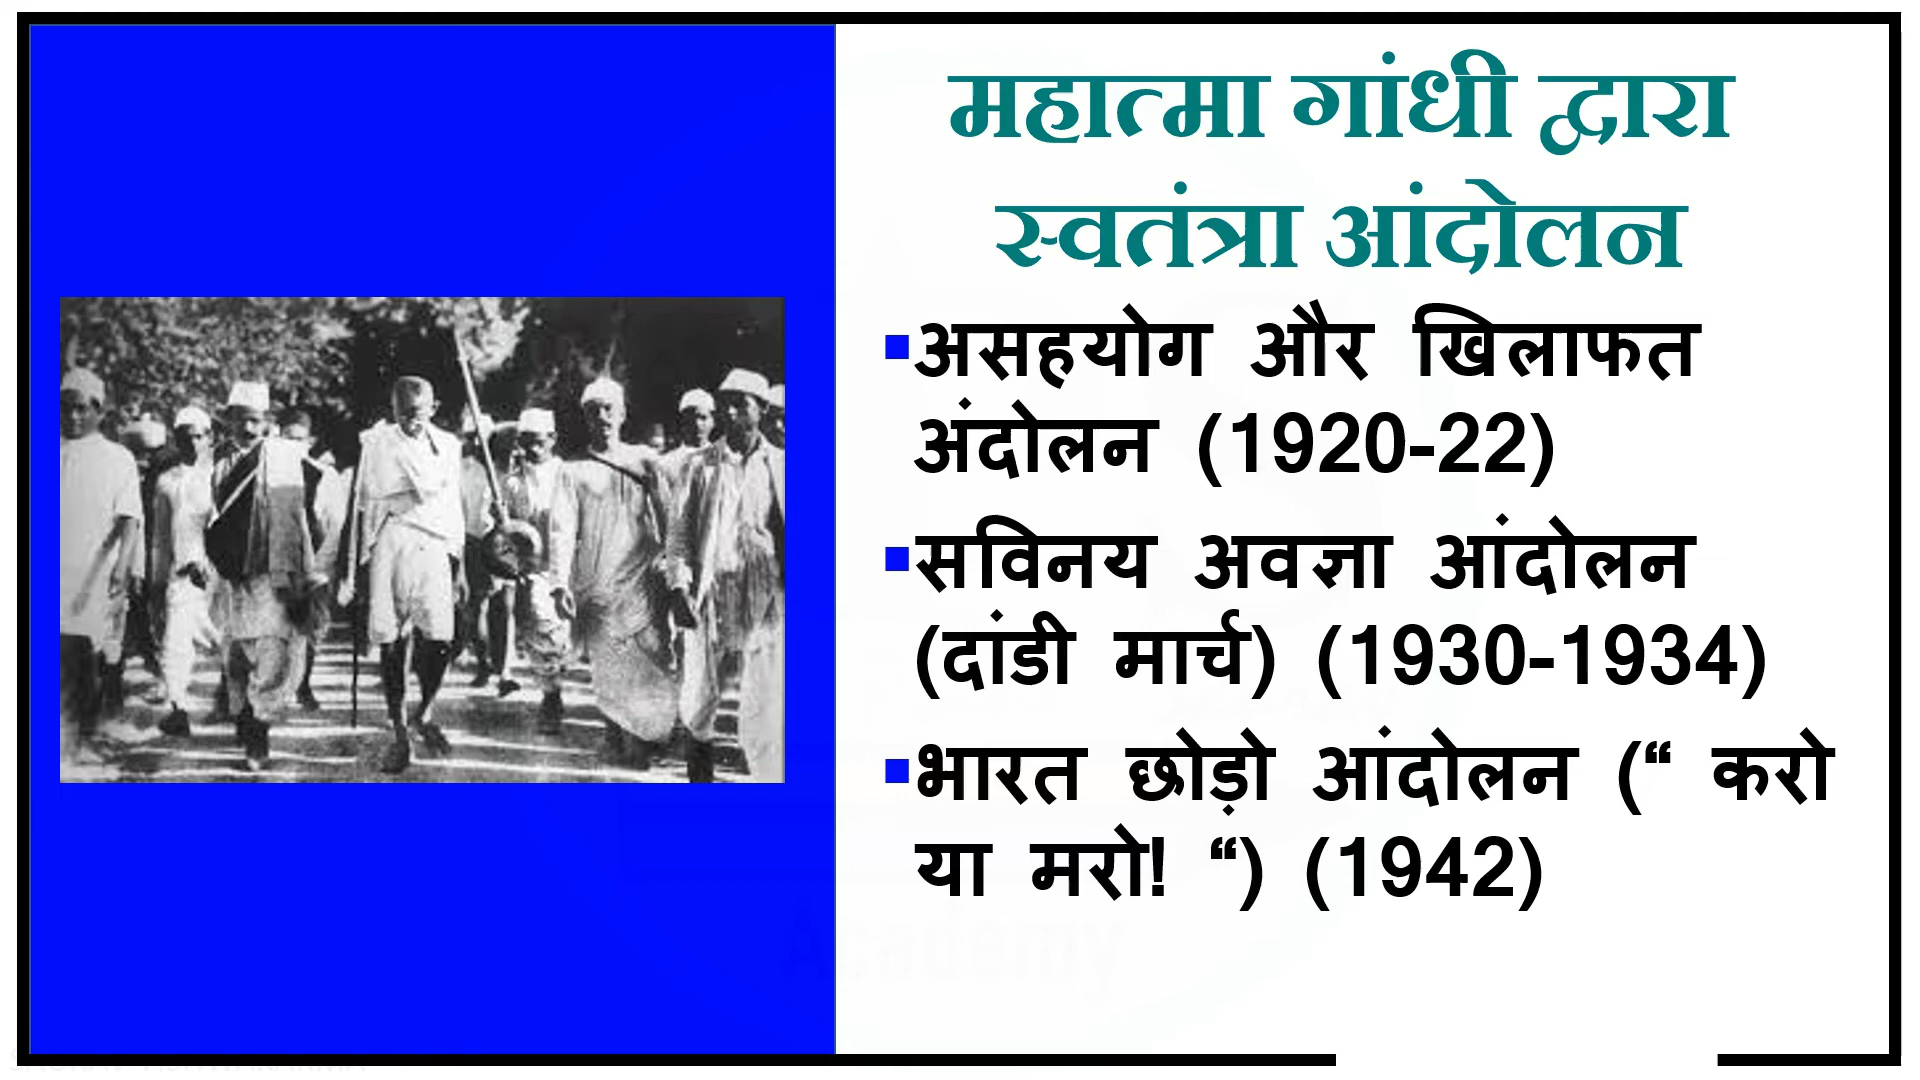 महात्मा गांधी द्वारा
स्वतंत्रा आंदोलन
▪असहयोग और खिलाफत
अंदोलन (1920-22)
▪सविनय अवज्ञा आंदोलन
(दांडी मार्च) (1930-1934)
▪भारत छोड़ो आंदोलन (“ करो
या मरो! “) (1942)
Academy